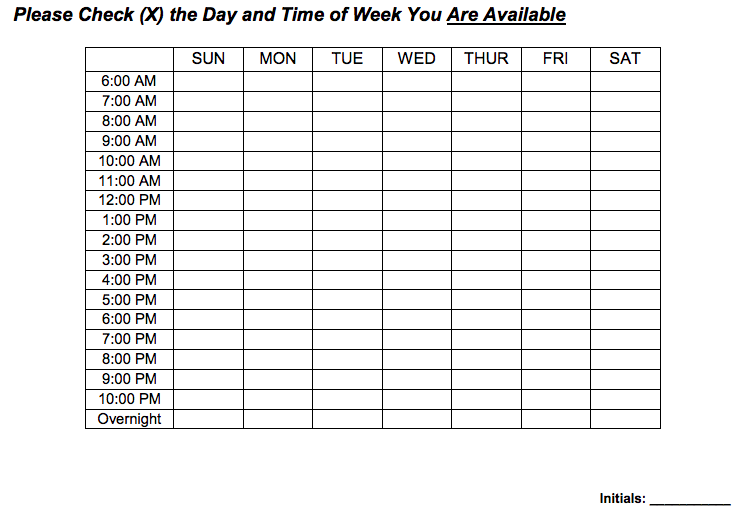 Please Check (X) the Day and Time of Week You Are Available
SUN MON TUE WED THUR FRI SAT
6:00 AM
7:00 AM
8:00 AM
9:00 AM
10:00 AM
11:00 AM
12:00 PM
1:00 PM
2:00 PM
3:00 PM
4:00 PM
5:00 PM
6:00 PM
7:00 PM
8:00 PM
9:00 PM
10:00 PM
Overnight
Initials: ___________